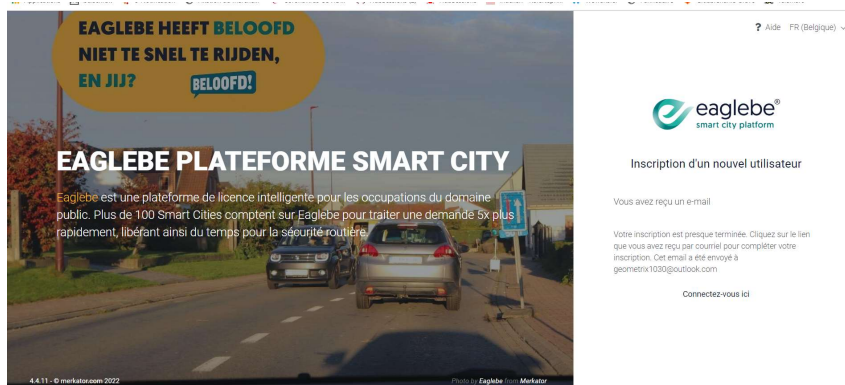 EAGLEBE HEEFT BELOOFD
NIET TE SNEL TE RIJDEN,
EN JIJ?
BELOOFD!
EAGLEBE PLATEFORME SMART CITY
Eaglebe est une plateforme de licence intelligente pour les occupations du domaine
public. Plus de 100 Smart Cities comptent sur Eaglebe pour traiter une demande 5x plus
rapidement, libérant ainsi du temps pour la sécurité routière.
4.4.11 - © merkator.com 2022
Photo by Eaglebe from Merkator
? Aide FR (Belgique)
eaglebe®
smart city platform
Inscription d'un nouvel utilisateur
Vous avez reçu un e-mail
Votre inscription est presque terminée. Cliquez sur le lien
que vous avez reçu par courriel pour compléter votre
inscription. Cet email a été envoyé à
geometrix1030@outlook.com
Connectez-vous ici